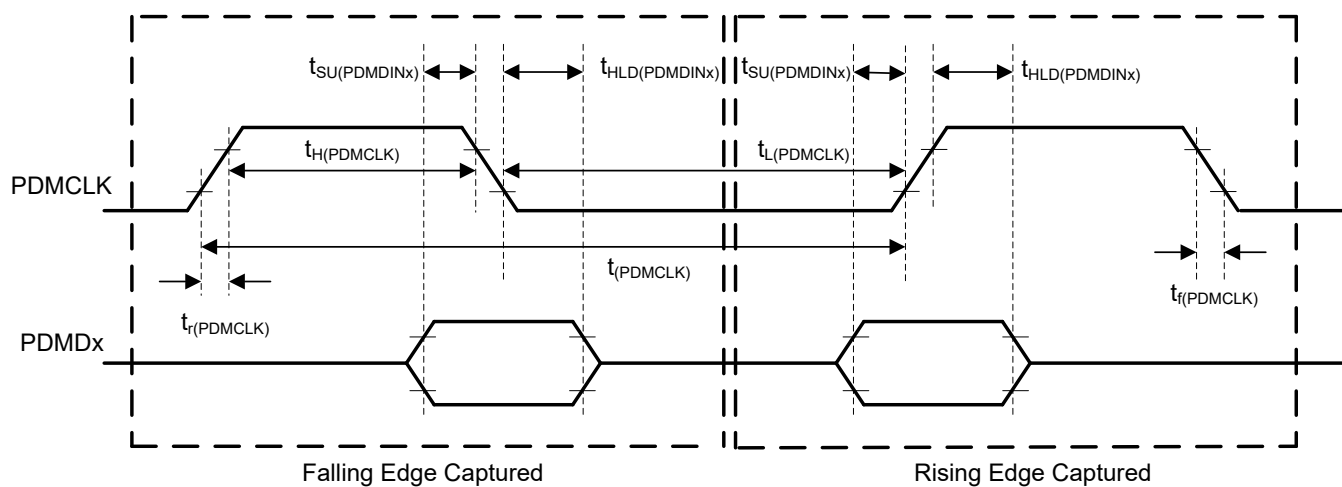 tSU(PDMDINx)
tHLD(PDMDINx)
tSU(PDMDINx)
tHLD(PDMDINx)
tH(PDMCLK)
tL(PDMCLK)
PDMCLK
t(PDMCLK)
tr(PDMCLK)
tf(PDMCLK)
PDMDx
Falling Edge Captured
Rising Edge Captured